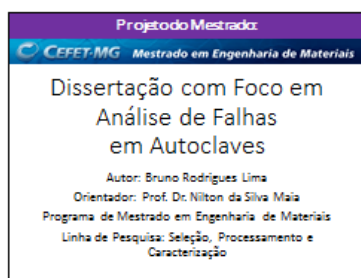 Projeto do Mestrado:
CEFET-MG Mestrado em Engenharia de Materiais
Dissertação com Foco em
Análise de Falhas
em Autoclaves
Autor: Bruno Rodrigues Lima
Orientador: Prof. Dr. Nilton da Silva Maia
Programa de Mestrado em Engenharia de Materiais
Linha de Pesquisa: Seleção, Processamento e
Caracterização